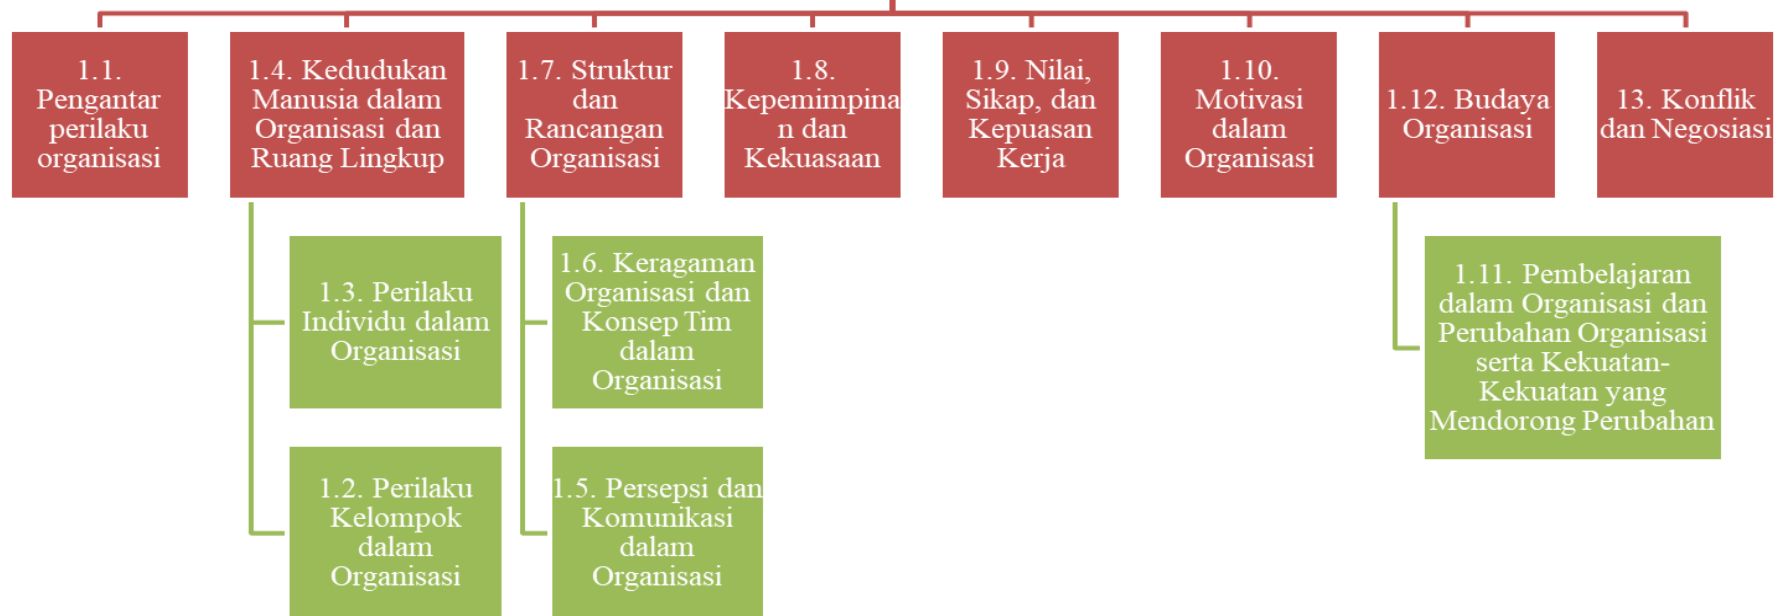 1.1.
Pengantar
perilaku
organisasi
1.4. Kedudukan
Manusia dalam
Organisasi dan
Ruang Lingkup
1.7. Struktur
dan
Rancangan
Organisasi
1.8.
Kepemimpina
n dan
Kekuasaan
1.9. Nilai,
Sikap, dan
Kepuasan
Kerja
1.10.
Motivasi
dalam
Organisasi
1.12. Budaya
Organisasi
13. Konflik
dan Negosiasi
1.3. Perilaku
Individu dalam
Organisasi
1.6. Keragaman
Organisasi dan
Konsep Tim
dalam
Organisasi
1.11. Pembelajaran
dalam Organisasi dan
Perubahan Organisasi
serta Kekuatan-
Kekuatan yang
Mendorong Perubahan
1.2. Perilaku
Kelompok
dalam
Organisasi
1.5. Persepsi dan
Komunikasi
dalam
Organisasi